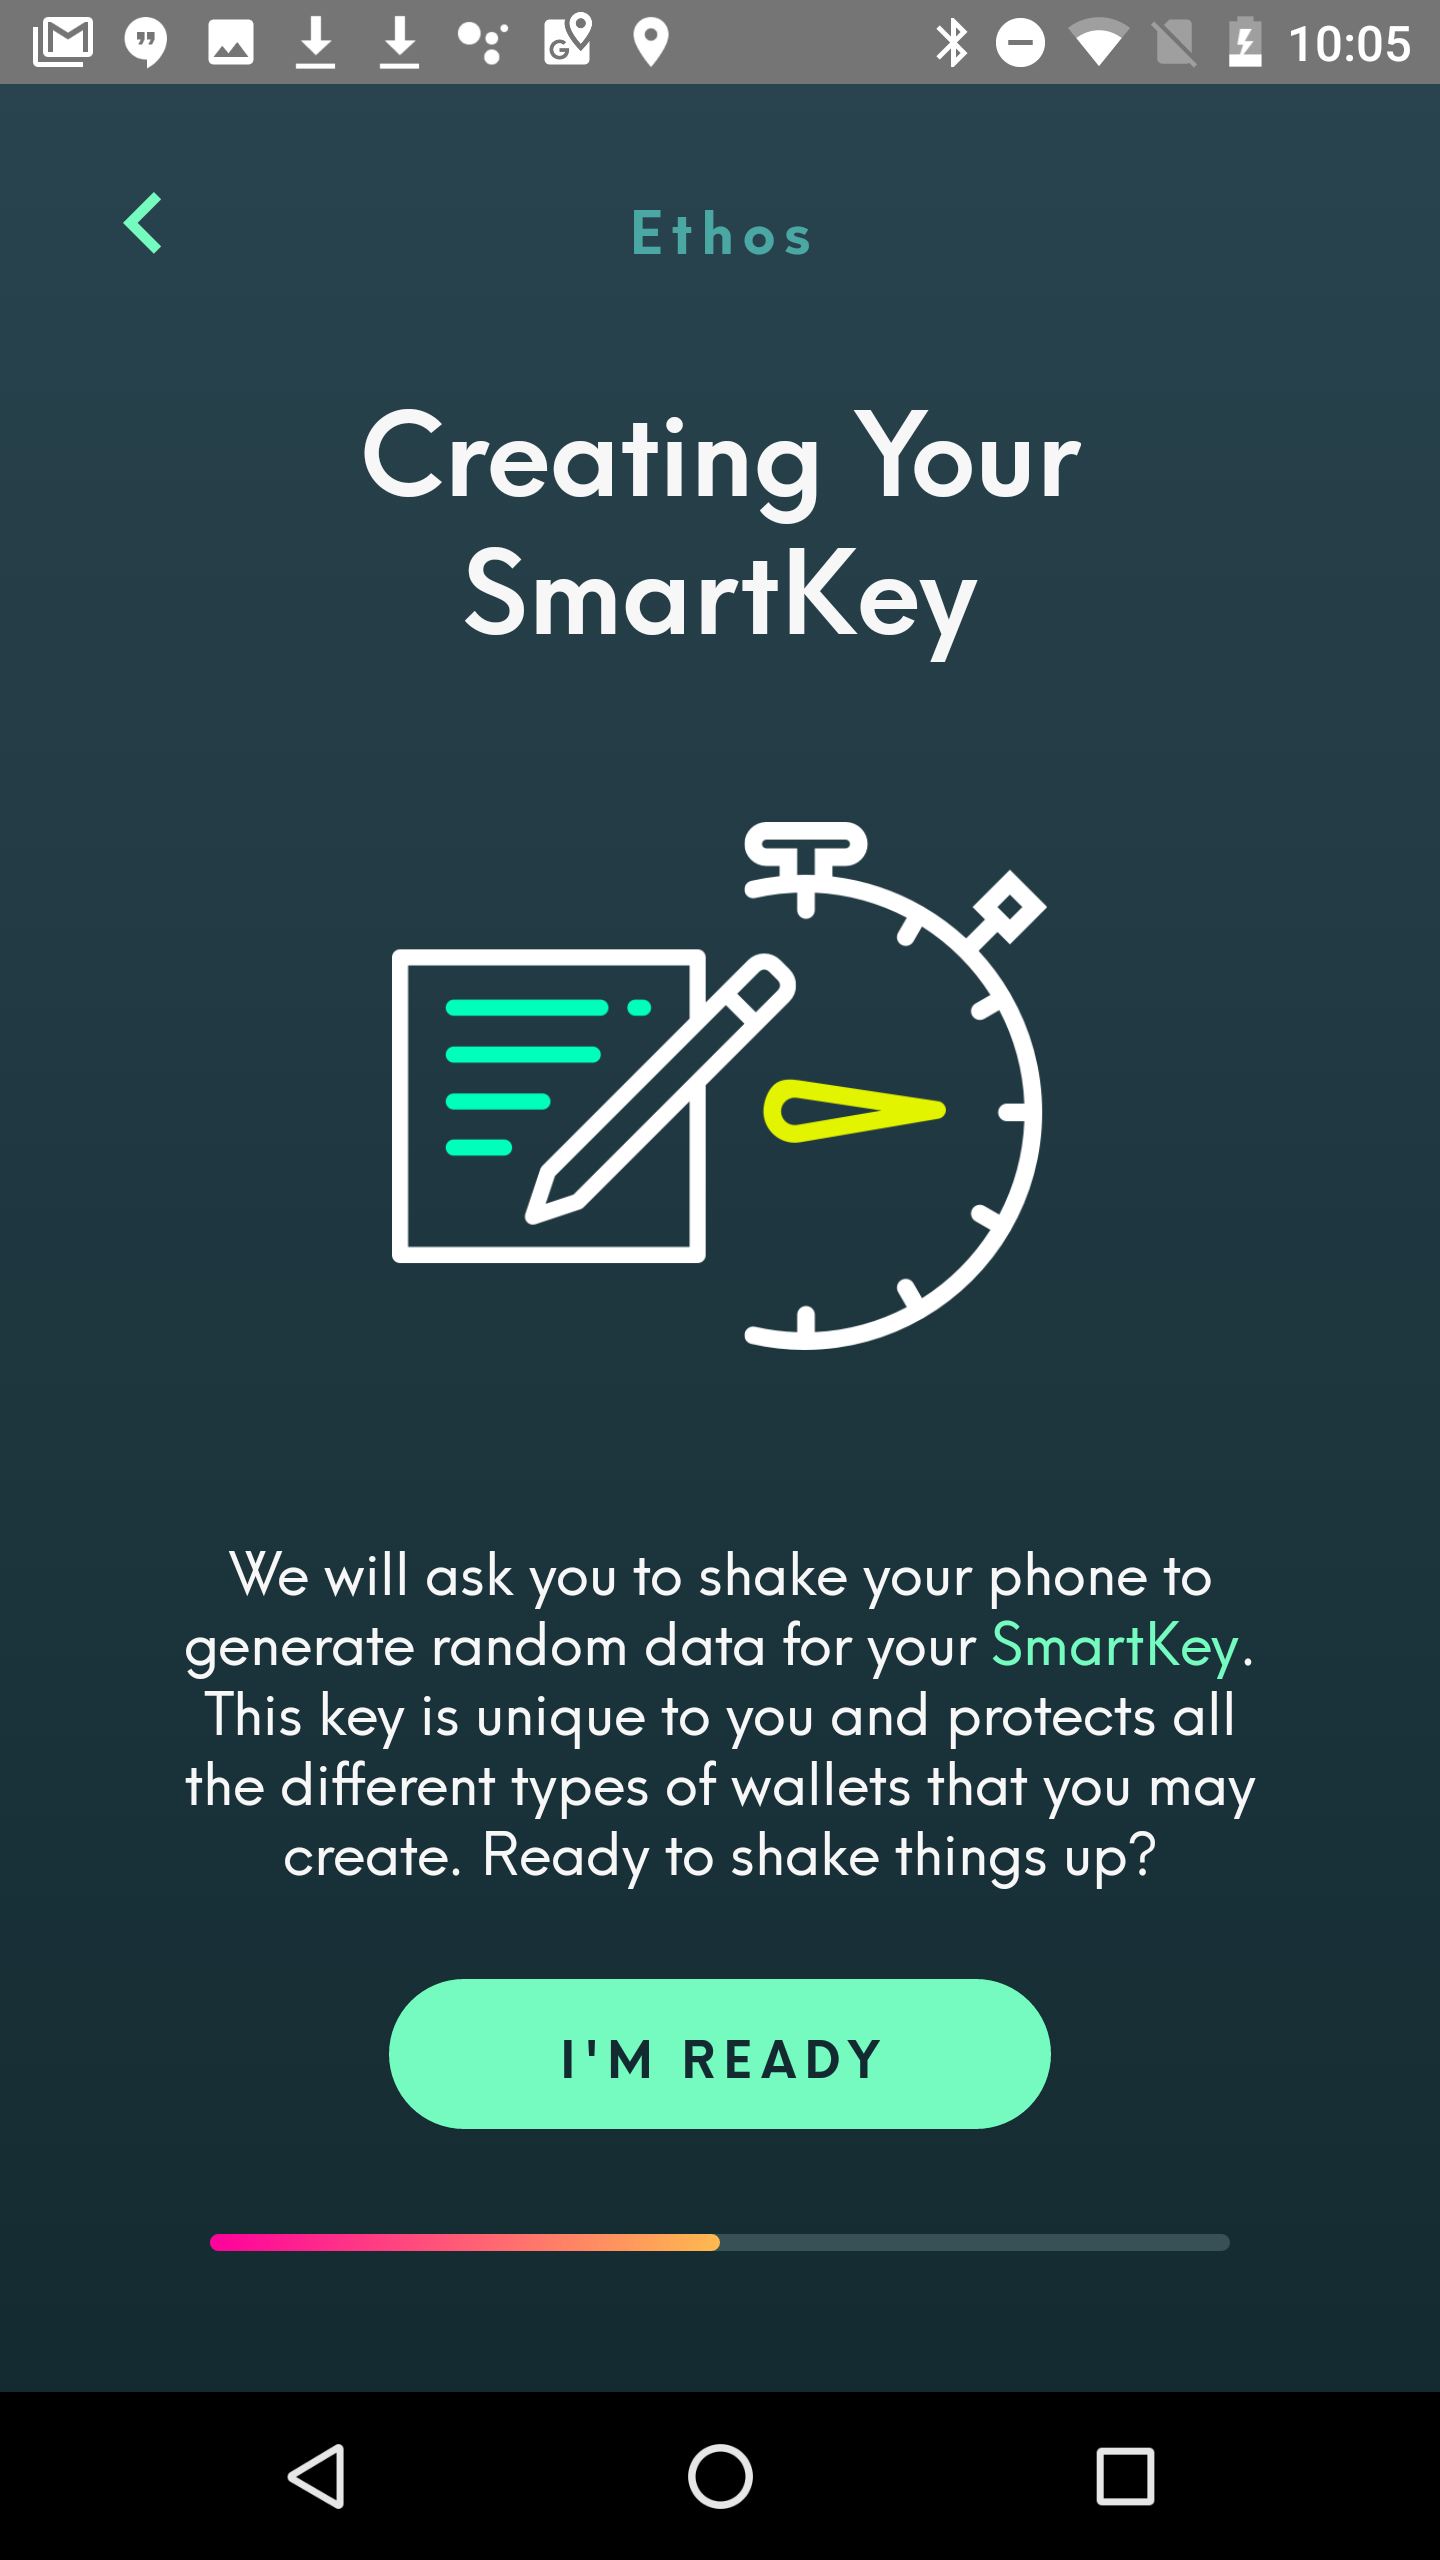 10:05
Ethos
Creating Your
SmartKey
We will ask you to shake your phone to
generate random data for your SmartKey.
This key is unique to you and protects all
the different types of wallets that you may
create. Ready to shake things up?
I'M READY